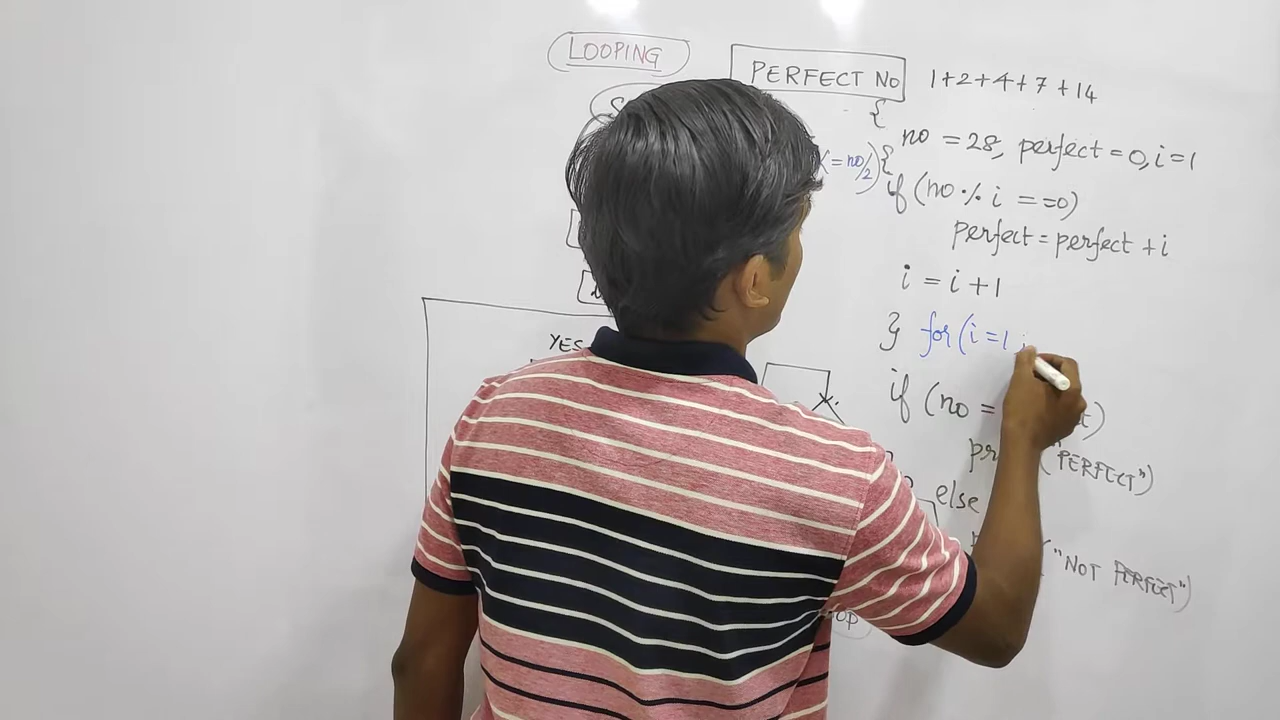 LOOPING
PERFECT NO
1+2+4+7+14
{
no = 28, perfect = 0, i = 1
<= no/2) {
if (no % i == 0)
perfect = perfect + i
i = i + 1
} for (i = 1
if (no =
"PERFECT")
else
"NOT PERFECT")
YES